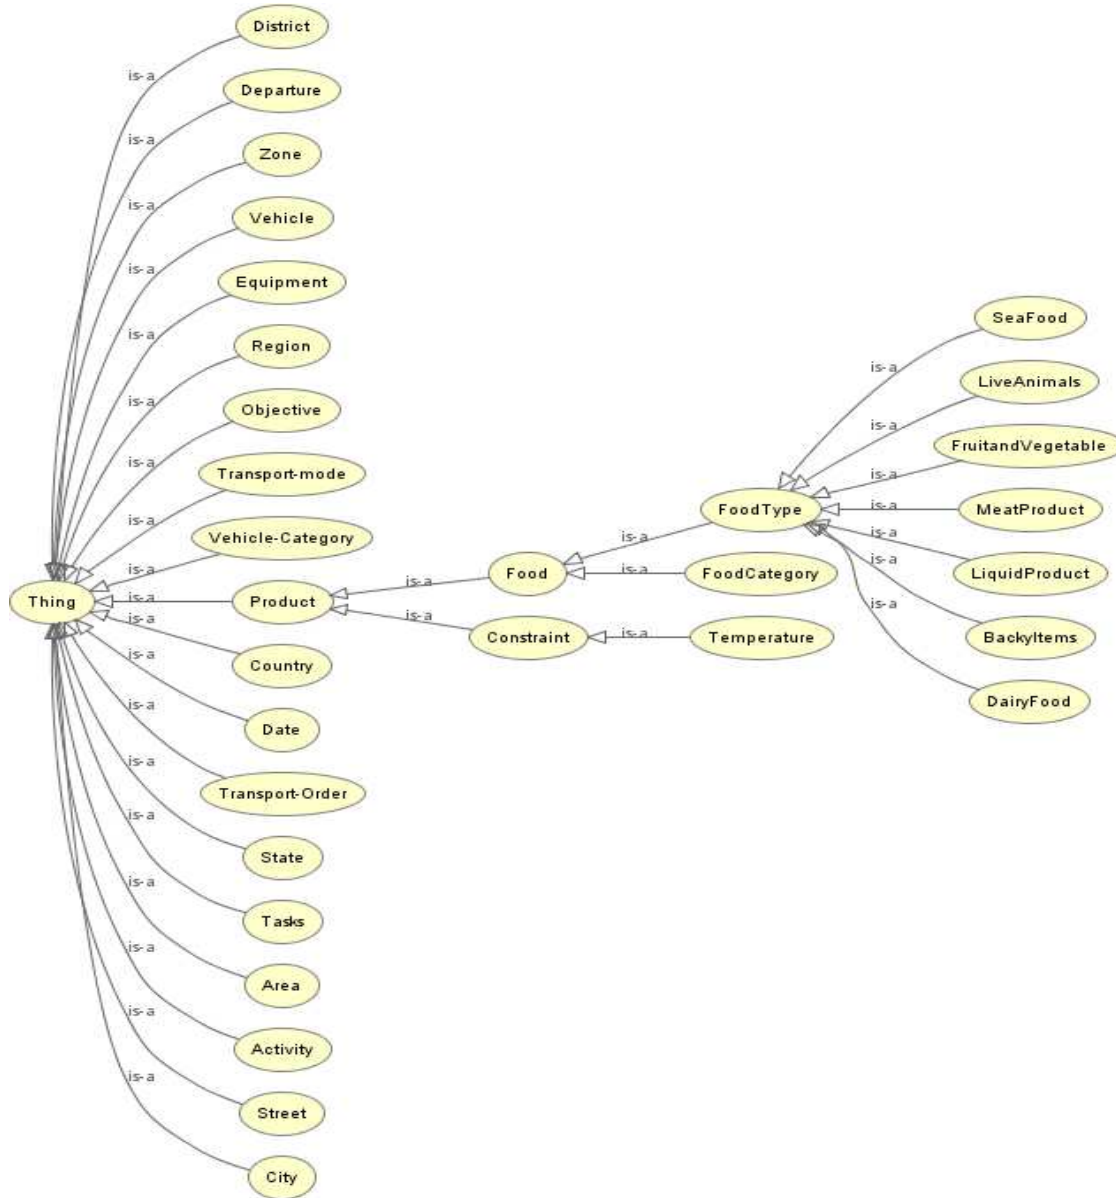 District
is-a
Departure
is-a
Zone
is-a
Vehicle
is-a
Equipment
is-a
Region
is-a
Objective
is-a
Transport-mode
is-a
Vehicle-Category
is-a
Thing
is-a
Product
is-a
Country
is-a
Date
is-a
Transport-Order
is-a
State
is-a
Tasks
is-a
Area
is-a
Activity
is-a
Street
is-a
City
is-a
Food
is-a
Constraint
is-a
FoodType
is-a
FoodCategory
is-a
Temperature
is-a
SeaFood
is-a
LiveAnimals
is-a
FruitandVegetable
is-a
MeatProduct
is-a
LiquidProduct
is-a
BackyItems
is-a
DairyFood
is-a